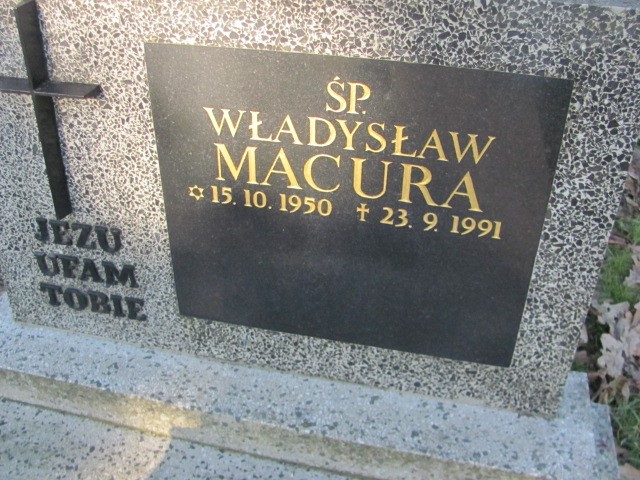 ŚP.
WŁADYSŁAW
MACURA
✡ 15. 10. 1950 ✝ 23. 9. 1991
JEZU
UFAM
TOBIE